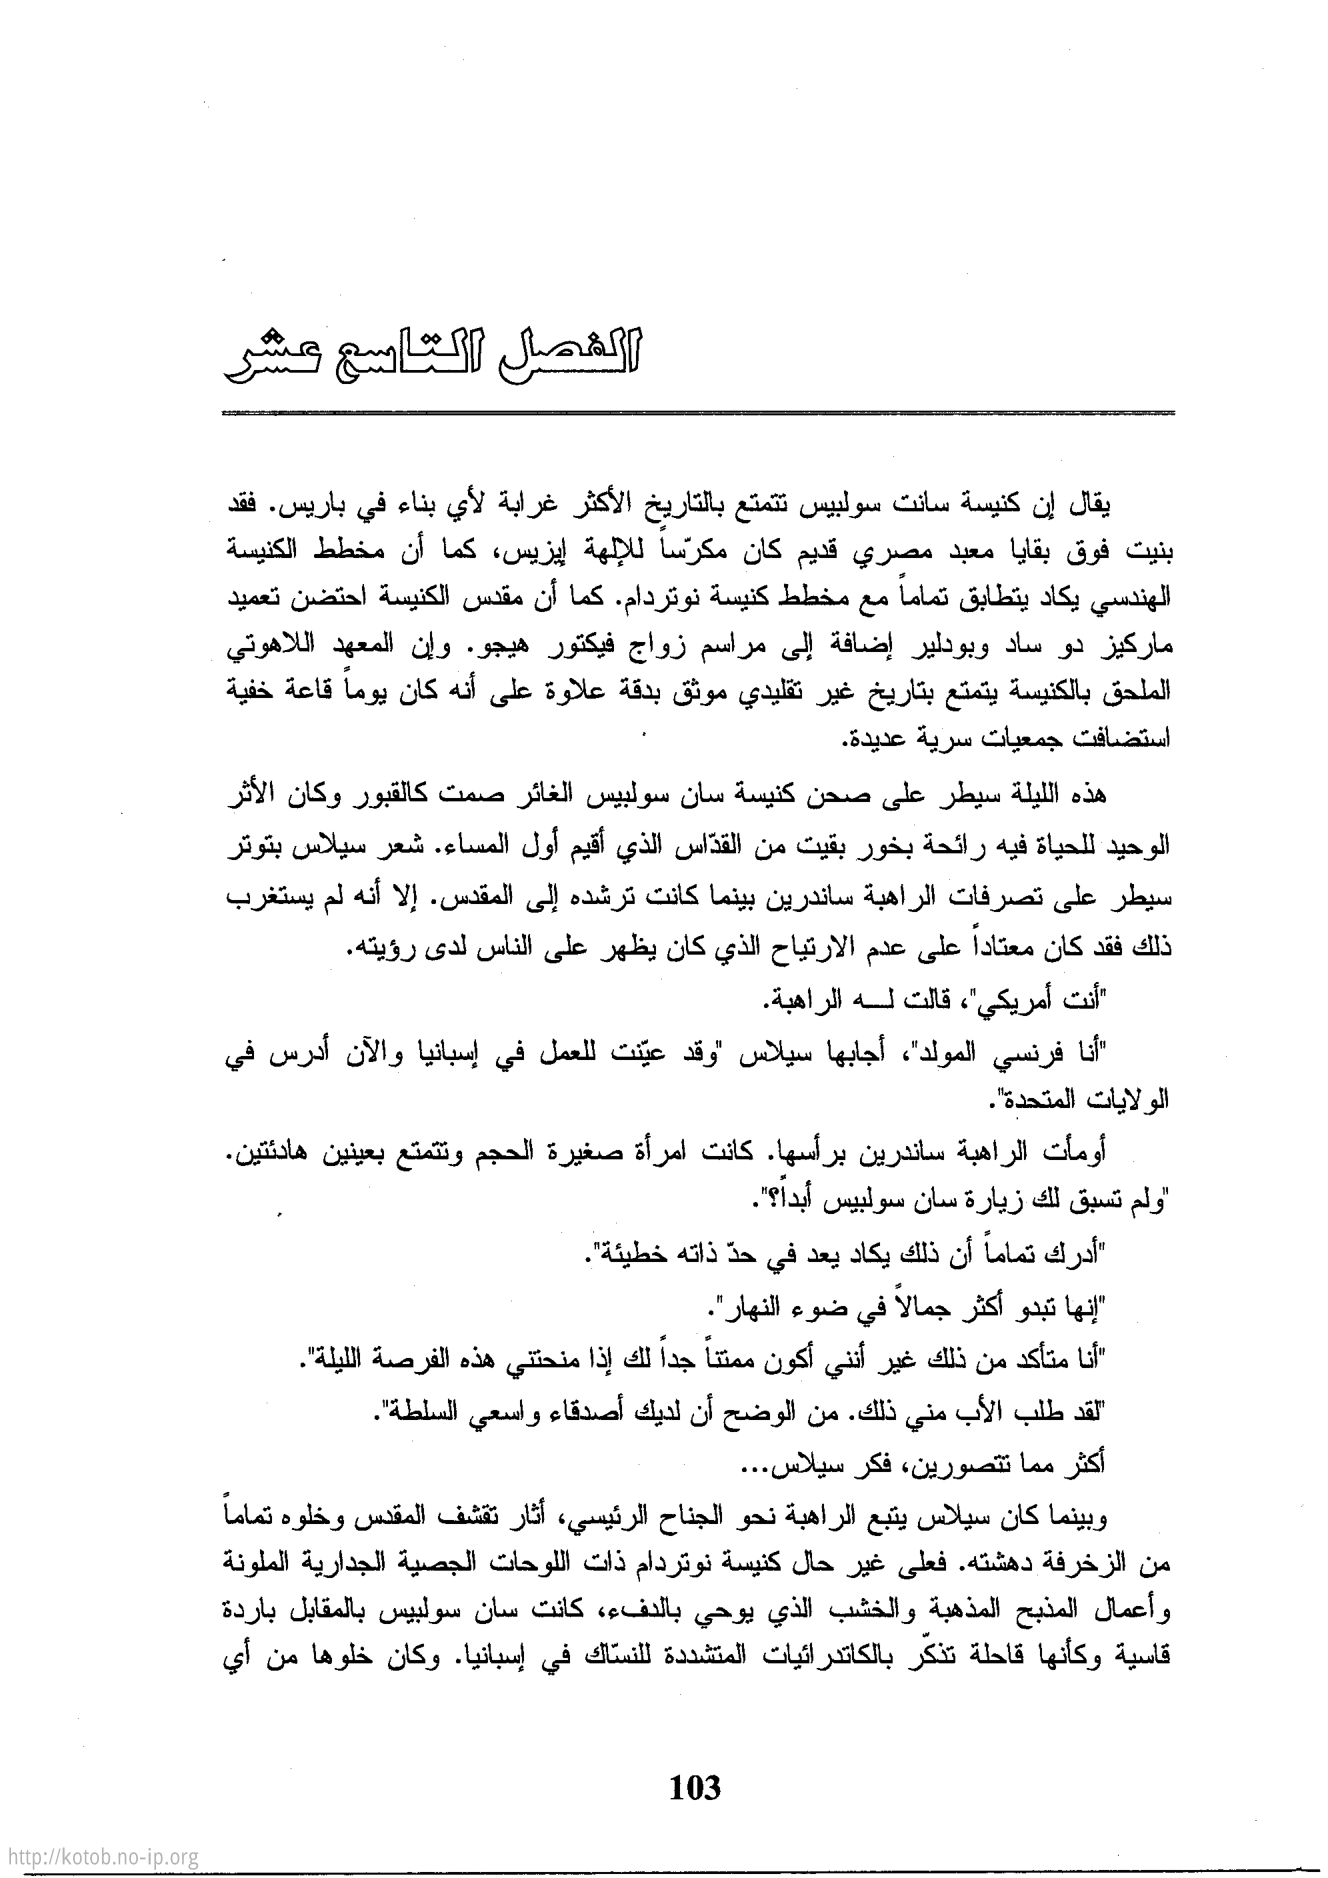 الفصل التاسع عشر
يقال إن كنيسة سانت سولبيس تتمتع بالتاريخ الأكثر غرابة لأي بناء في باريس. فقد
بنيت فوق بقايا معبد مصري قديم كان مكرّساً للإلهة إيزيس، كما أن مخطط الكنيسة
الهندسي يكاد يتطابق تماماً مع مخطط كنيسة نوتردام. كما أن مقدس الكنيسة احتضن تعميد
ماركيز دو ساد وبودلير إضافة إلى مراسم زواج فيكتور هيجو. وإن المعهد اللاهوتي
الملحق بالكنيسة يتمتع بتاريخ غير تقليدي موثق بدقة علاوة على أنه كان يوماً قاعة خفية
استضافت جمعيات سرية عديدة.
هذه الليلة سيطر على صحن كنيسة سان سولبيس الغائر صمت كالقبور وكان الأثر
الوحيد للحياة فيه رائحة بخور بقيت من القدّاس الذي أقيم أول المساء. شعر سيلاس بتوتر
سيطر على تصرفات الراهبة ساندرين بينما كانت ترشده إلى المقدس. إلا أنه لم يستغرب
ذلك فقد كان معتاداً على عدم الارتياح الذي كان يظهر على الناس لدى رؤيته.
"أنت أمريكي"، قالت لـــه الراهبة.
"أنا فرنسي المولد"، أجابها سيلاس "وقد عيّنت للعمل في إسبانيا والآن أدرس في
الولايات المتحدة".
أومأت الراهبة ساندرين برأسها. كانت امرأة صغيرة الحجم وتتمتع بعينين هادئتين.
"ولم تسبق لك زيارة سان سولبيس أبداً؟".
"أدرك تماماً أن ذلك يكاد يعد في حدّ ذاته خطيئة".
"إنها تبدو أكثر جمالاً في ضوء النهار".
"أنا متأكد من ذلك غير أنني أكون ممتناً جداً لك إذا منحتني هذه الفرصة الليلة".
"لقد طلب الأب مني ذلك. من الوضح أن لديك أصدقاء واسعي السلطة".
أكثر مما تتصورين، فكر سيلاس...
وبينما كان سيلاس يتبع الراهبة نحو الجناح الرئيسي، أثار تقشف المقدس وخلوه تماماً
من الزخرفة دهشته. فعلى غير حال كنيسة نوتردام ذات اللوحات الجصية الجدارية الملونة
وأعمال المذبح المذهبة والخشب الذي يوحي بالدفء، كانت سان سولبيس بالمقابل باردة
قاسية وكأنها قاحلة تذكّر بالكاتدرائيات المتشددة للنسّاك في إسبانيا. وكان خلوها من أي
103
http://kotob.no-ip.org